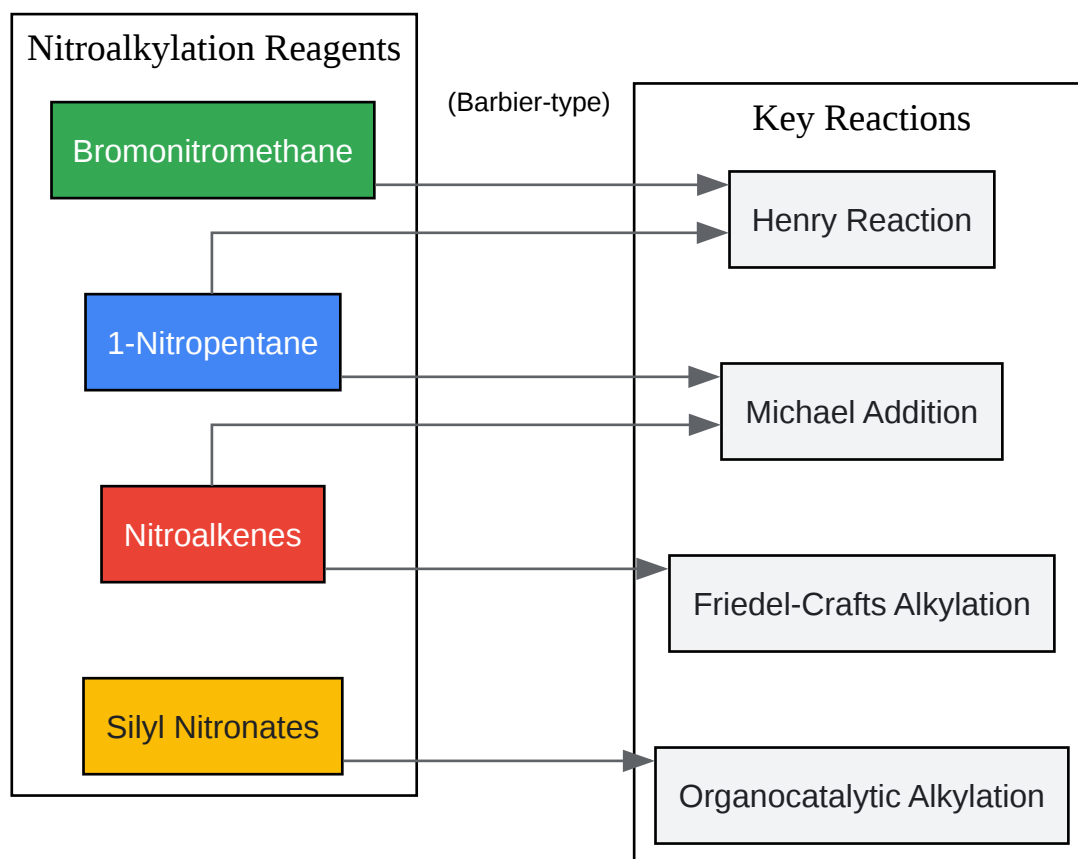 Nitroalkylation Reagents
Bromonitromethane
1-Nitropentane
Nitroalkenes
Silyl Nitronates
(Barbier-type)
Key Reactions
Henry Reaction
Michael Addition
Friedel-Crafts Alkylation
Organocatalytic Alkylation